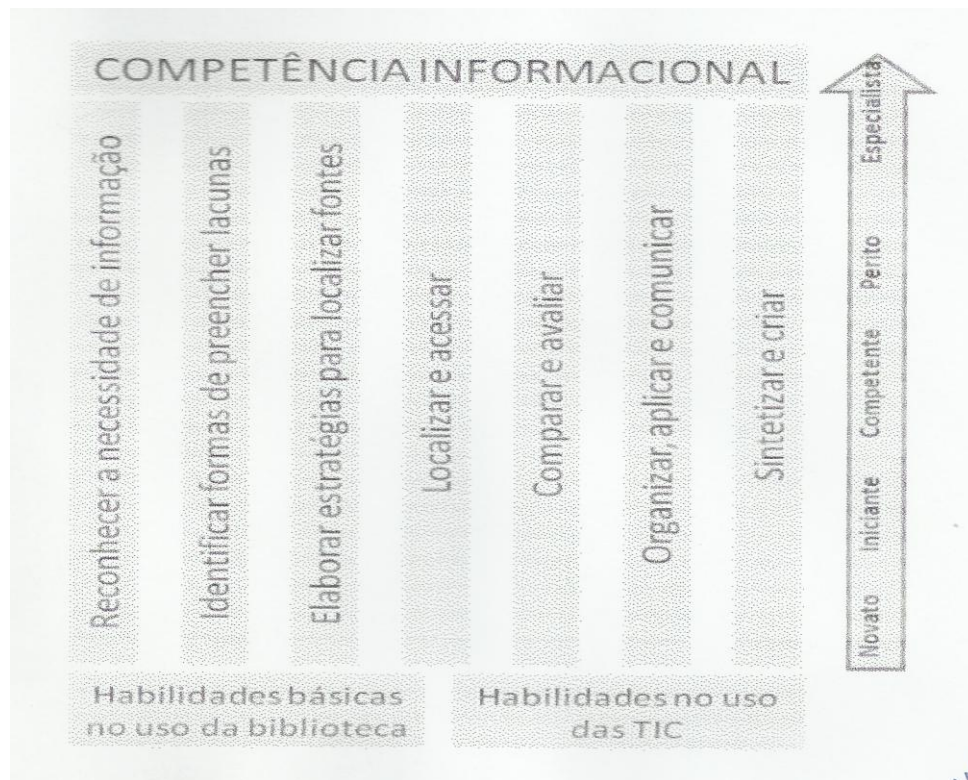 COMPETÊNCIA INFORMACIONAL
Reconhecer a necessidade de informação
Identificar formas de preencher lacunas
Elaborar estratégias para localizar fontes
Localizar e acessar
Comparar e avaliar
Organizar, aplicar e comunicar
Sintetizar e criar
Novato Iniciante Competente Perito Especialista
Habilidades básicas
no uso da biblioteca
Habilidades no uso
das TIC